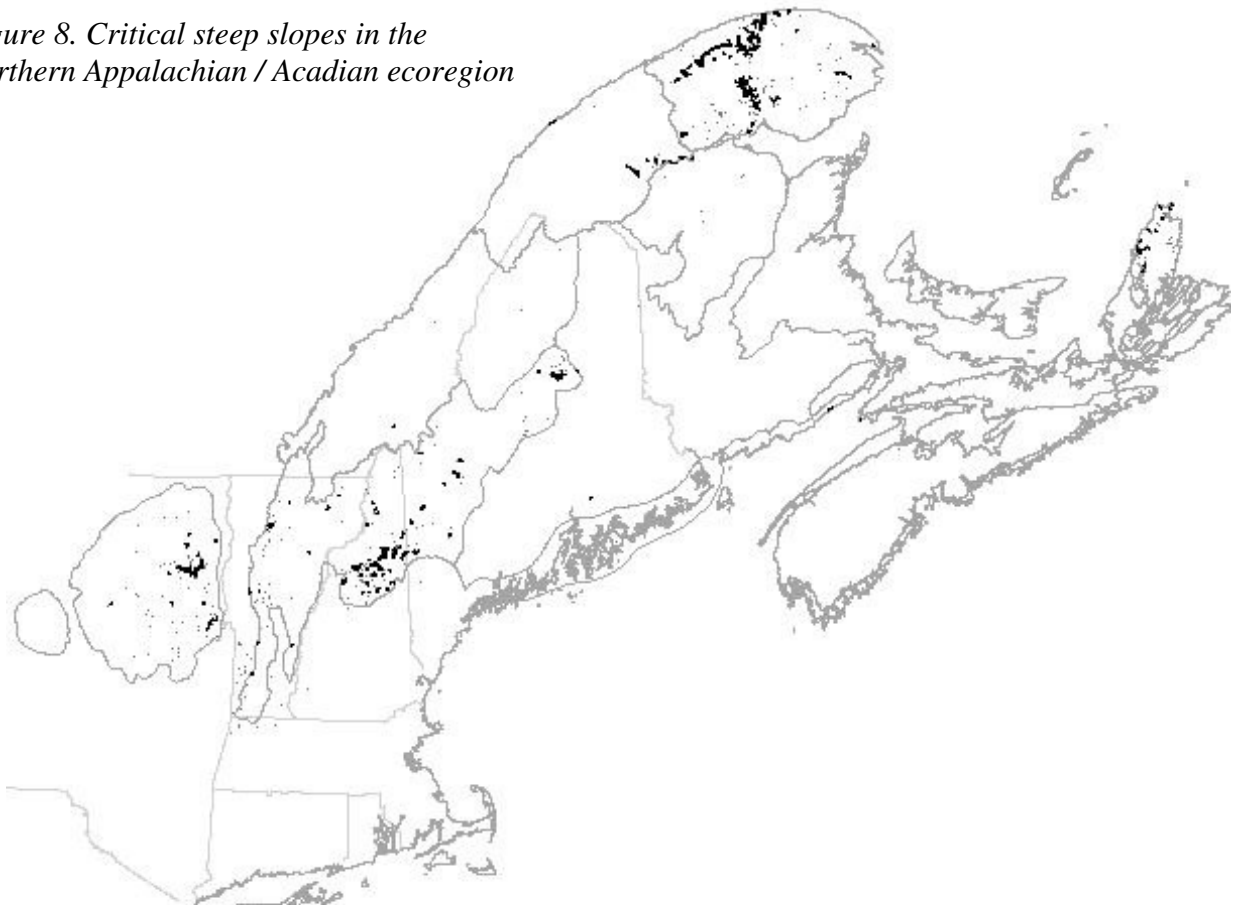 ure 8. Critical steep slopes in the
rthern Appalachian / Acadian ecoregion